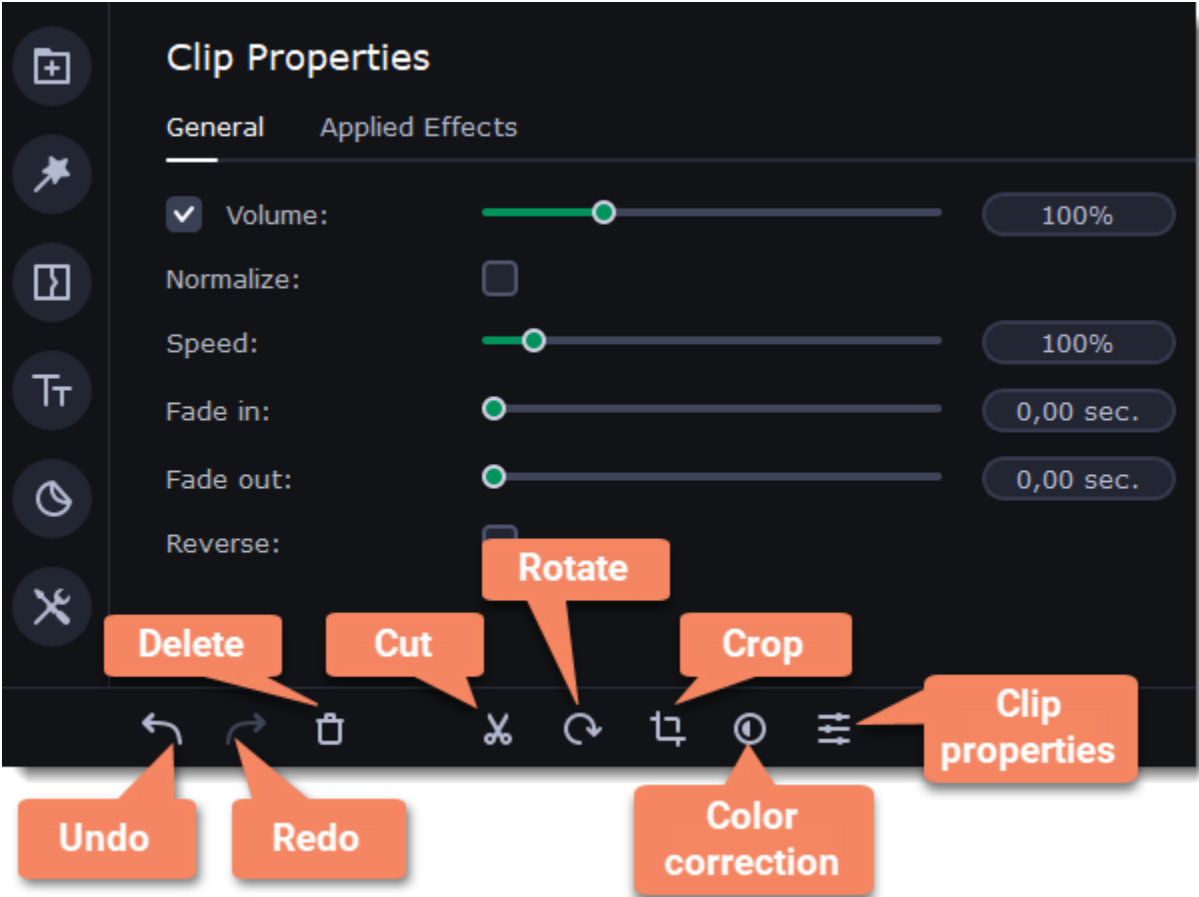 Clip Properties
General Applied Effects
Volume: 100%
Normalize:
Speed: 100%
Fade in: 0,00 sec.
Fade out: 0,00 sec.
Reverse:
Rotate
Delete Cut Crop
Clip
properties
Undo Redo
Color
correction